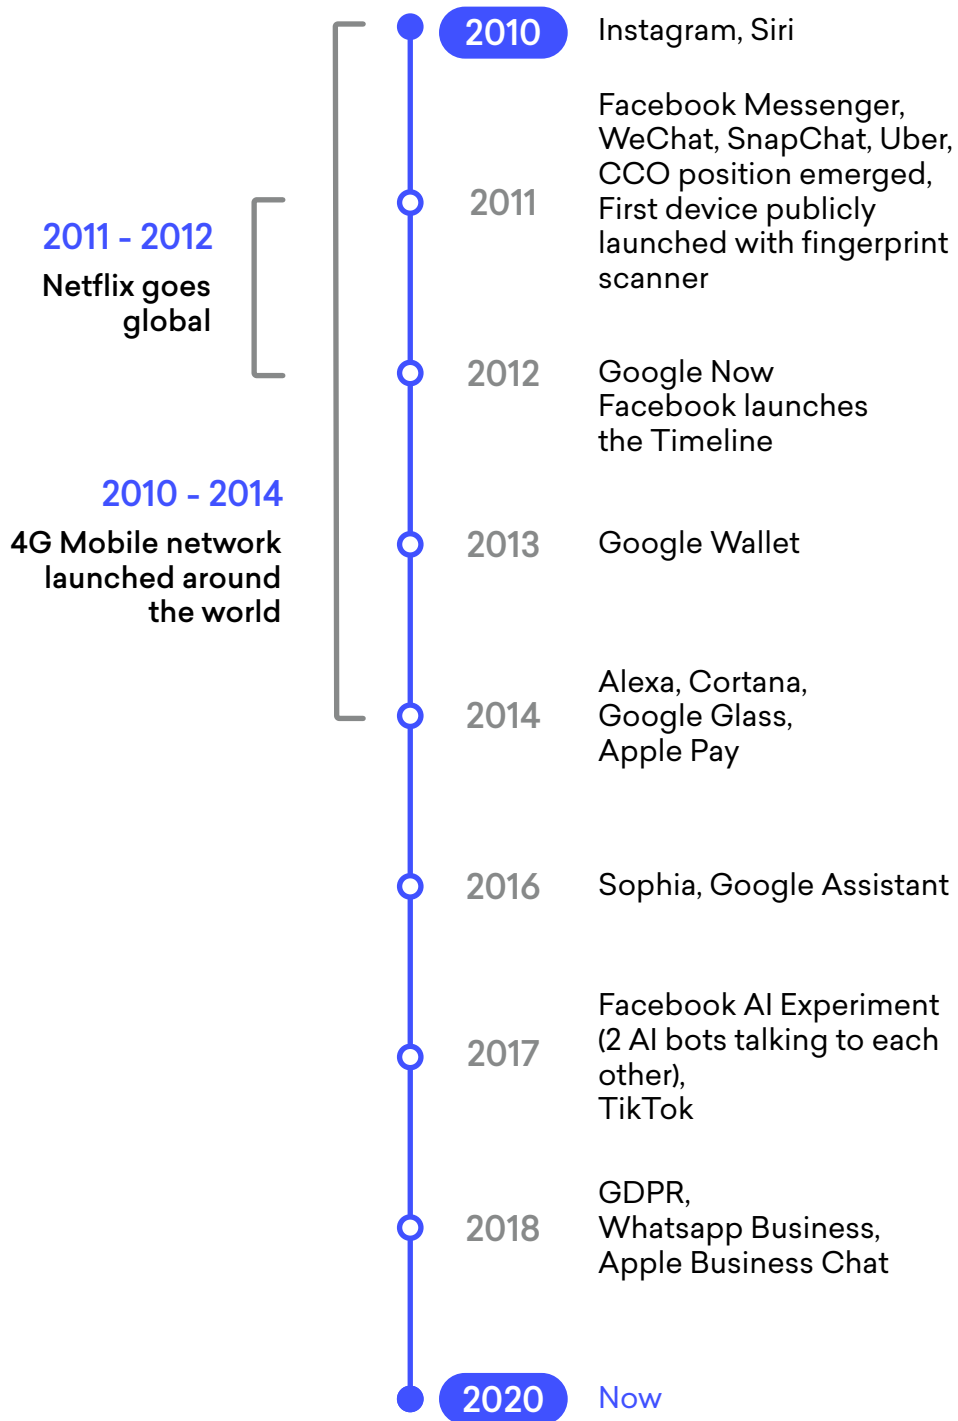 2010
Instagram, Siri
2011
Facebook Messenger,
WeChat, SnapChat, Uber,
CCO position emerged,
First device publicly
launched with fingerprint
scanner
2011 - 2012
Netflix goes
global
2012
Google Now
Facebook launches
the Timeline
2010 - 2014
4G Mobile network
launched around
the world
2013
Google Wallet
2014
Alexa, Cortana,
Google Glass,
Apple Pay
2016
Sophia, Google Assistant
2017
Facebook AI Experiment
(2 AI bots talking to each
other),
TikTok
2018
GDPR,
Whatsapp Business,
Apple Business Chat
2020
Now